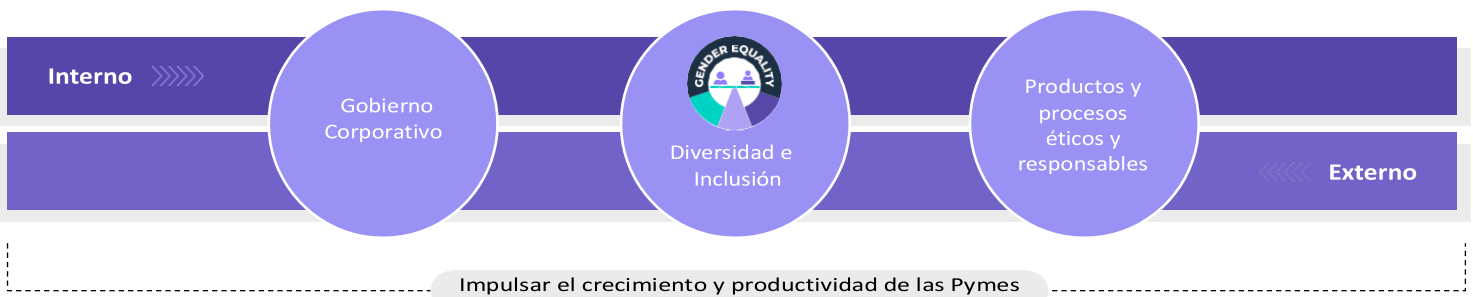 Interno
Gobierno
Corporativo
GENDER EQUALITY
Diversidad e
Inclusión
Productos y
procesos
éticos y
responsables
Externo
Impulsar el crecimiento y productividad de las Pymes